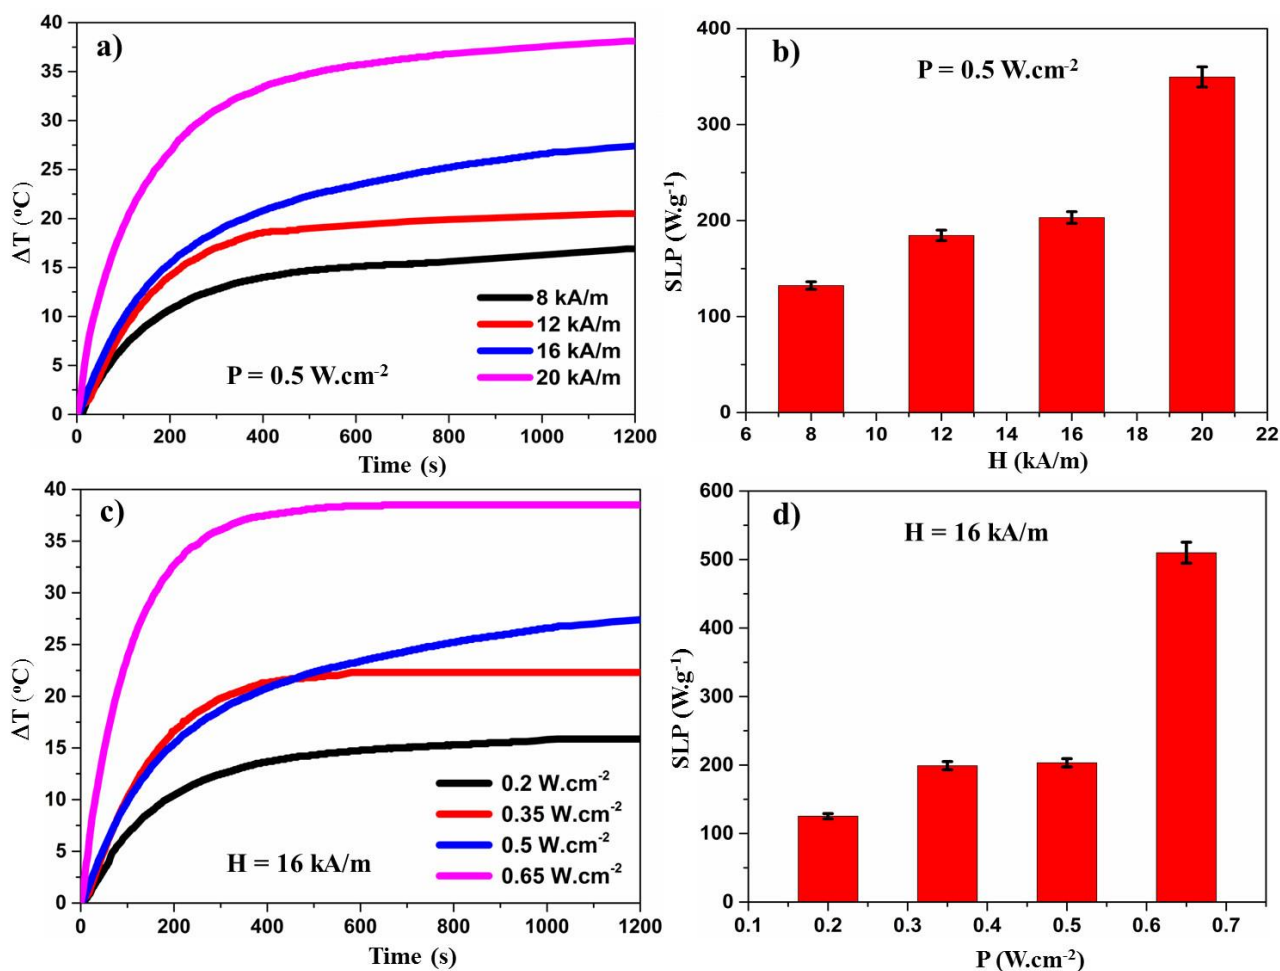 a)
40
35
30
25
20
15
10
5
0
ΔT (°C)
8 kA/m
12 kA/m
16 kA/m
20 kA/m
P = 0.5 W.cm⁻²
0 200 400 600 800 1000 1200
Time (s)
b)
P = 0.5 W.cm⁻²
400
300
200
100
0
SLP (W.g⁻¹)
6 8 10 12 14 16 18 20 22
H (kA/m)
c)
40
35
30
25
20
15
10
5
0
ΔT (°C)
0.2 W.cm⁻²
0.35 W.cm⁻²
0.5 W.cm⁻²
0.65 W.cm⁻²
H = 16 kA/m
0 200 400 600 800 1000 1200
Time (s)
d)
H = 16 kA/m
600
500
400
300
200
100
0
SLP (W.g⁻¹)
0.1 0.2 0.3 0.4 0.5 0.6 0.7
P (W.cm⁻²)